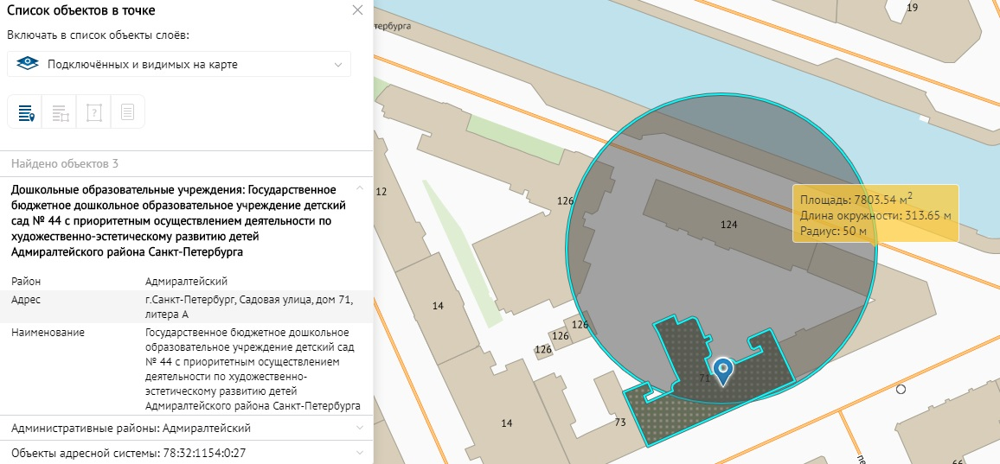 Список объектов в точке
Включать в список объекты слоёв:
Подключённых и видимых на карте
?
Найдено объектов 3
Дошкольные образовательные учреждения: Государственное
бюджетное дошкольное образовательное учреждение детский
сад № 44 с приоритетным осуществлением деятельности по
художественно-эстетическому развитию детей
Адмиралтейского района Санкт-Петербурга
Район Адмиралтейский
Адрес г.Санкт-Петербург, Садовая улица, дом 71,
литера А
Наименование Государственное бюджетное дошкольное
образовательное учреждение детский сад
№ 44 с приоритетным осуществлением
деятельности по художественно-
эстетическому развитию детей
Адмиралтейского района Санкт-Петербурга
Административные районы: Адмиралтейский
Объекты адресной системы: 78:32:1154:0:27
тербурга
19
12
126
124
Площадь: 7803.54 м²
Длина окружности: 313.65 м
Радиус: 50 м
14
126
126
126
71
73
14
пе
66